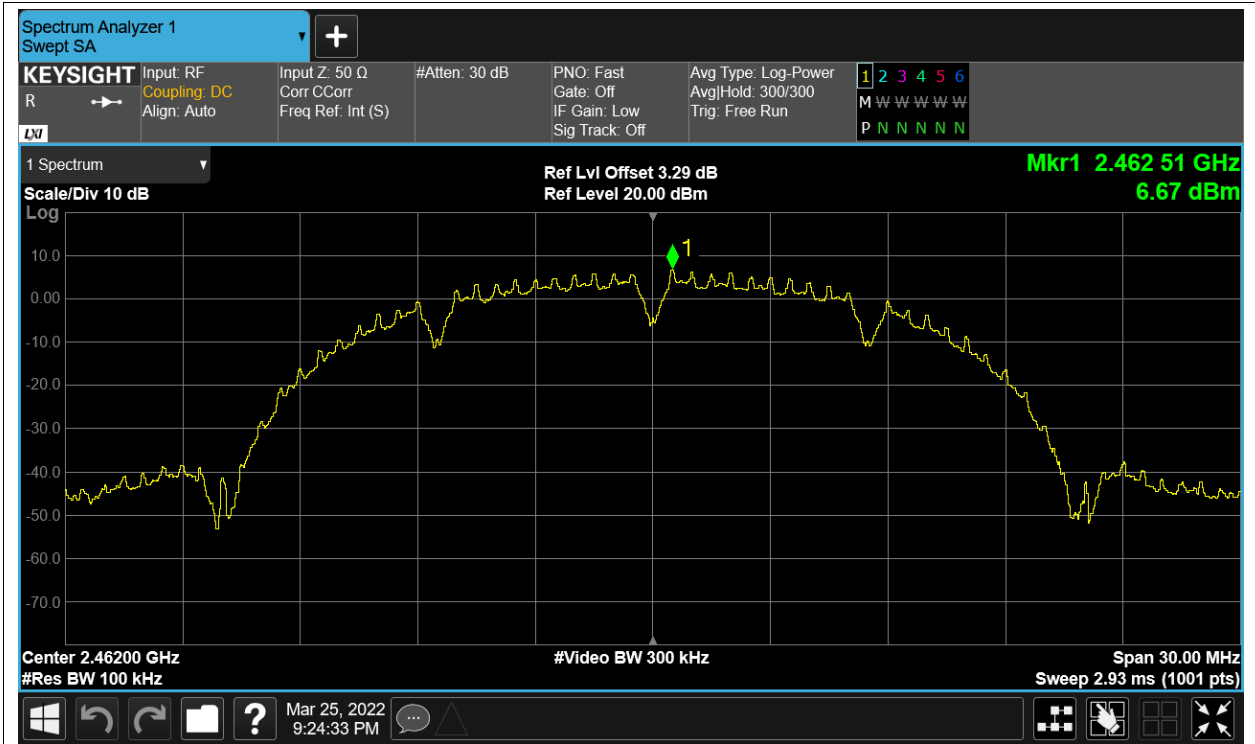 Spectrum Analyzer 1
Swept SA
KEYSIGHT
R
LXI
Input: RF
Coupling: DC
Align: Auto
Input Z: 50 Ω
Corr CCorr
Freq Ref: Int (S)
#Atten: 30 dB
PNO: Fast
Gate: Off
IF Gain: Low
Sig Track: Off
Avg Type: Log-Power
Avg|Hold: 300/300
Trig: Free Run
1 2 3 4 5 6
M W W W W W
P N N N N N
1 Spectrum
Scale/Div 10 dB
Log
Ref Lvl Offset 3.29 dB
Ref Level 20.00 dBm
Mkr1 2.462 51 GHz
6.67 dBm
1
10.0
0.00
-10.0
-20.0
-30.0
-40.0
-50.0
-60.0
-70.0
Center 2.46200 GHz
#Video BW 300 kHz
Span 30.00 MHz
#Res BW 100 kHz
Sweep 2.93 ms (1001 pts)
?
Mar 25, 2022
9:24:33 PM